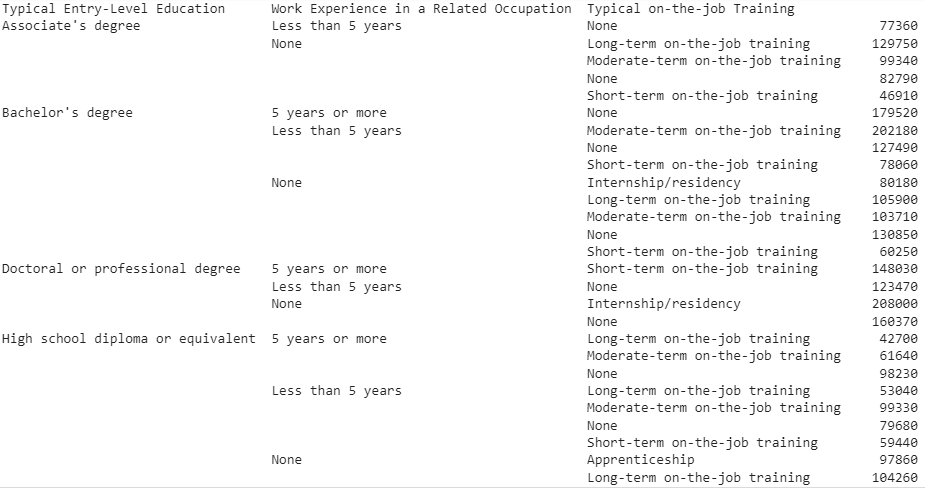 Typical Entry-Level Education Work Experience in a Related Occupation Typical on-the-job Training
Associate's degree Less than 5 years None 77360
None Long-term on-the-job training 129750
Moderate-term on-the-job training 99340
None 82790
Short-term on-the-job training 46910
Bachelor's degree 5 years or more None 179520
Less than 5 years Moderate-term on-the-job training 202180
None 127490
Short-term on-the-job training 78060
None Internship/residency 80180
Long-term on-the-job training 105900
Moderate-term on-the-job training 103710
None 130850
Short-term on-the-job training 60250
Doctoral or professional degree 5 years or more Short-term on-the-job training 148030
Less than 5 years None 123470
None Internship/residency 208000
None 160370
High school diploma or equivalent 5 years or more Long-term on-the-job training 42700
Moderate-term on-the-job training 61640
None 98230
Less than 5 years Long-term on-the-job training 53040
Moderate-term on-the-job training 99330
None 79680
Short-term on-the-job training 59440
None Apprenticeship 97860
Long-term on-the-job training 104260